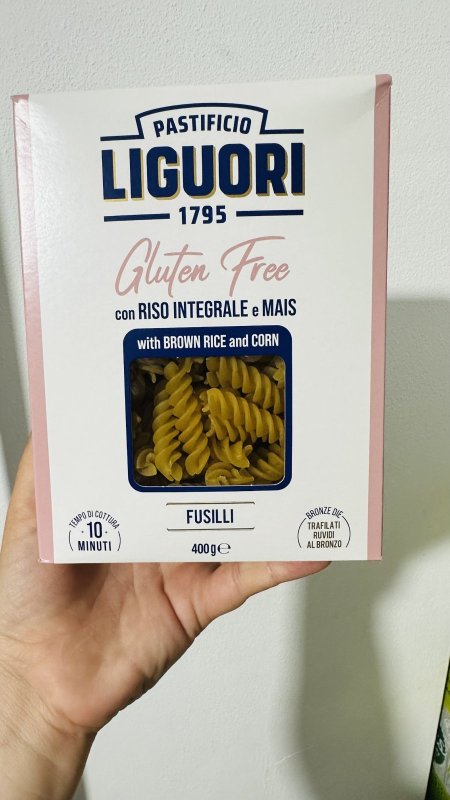 PASTIFICIO
LIGUORI
1795
Gluten Free
con RISO INTEGRALE e MAIS
with BROWN RICE and CORN
FUSILLI
TEMPO DI COTTURA
10
MINUTI
400g℮
BRONZE DIE
TRAFILATI
RUVIDI
AL BRONZO